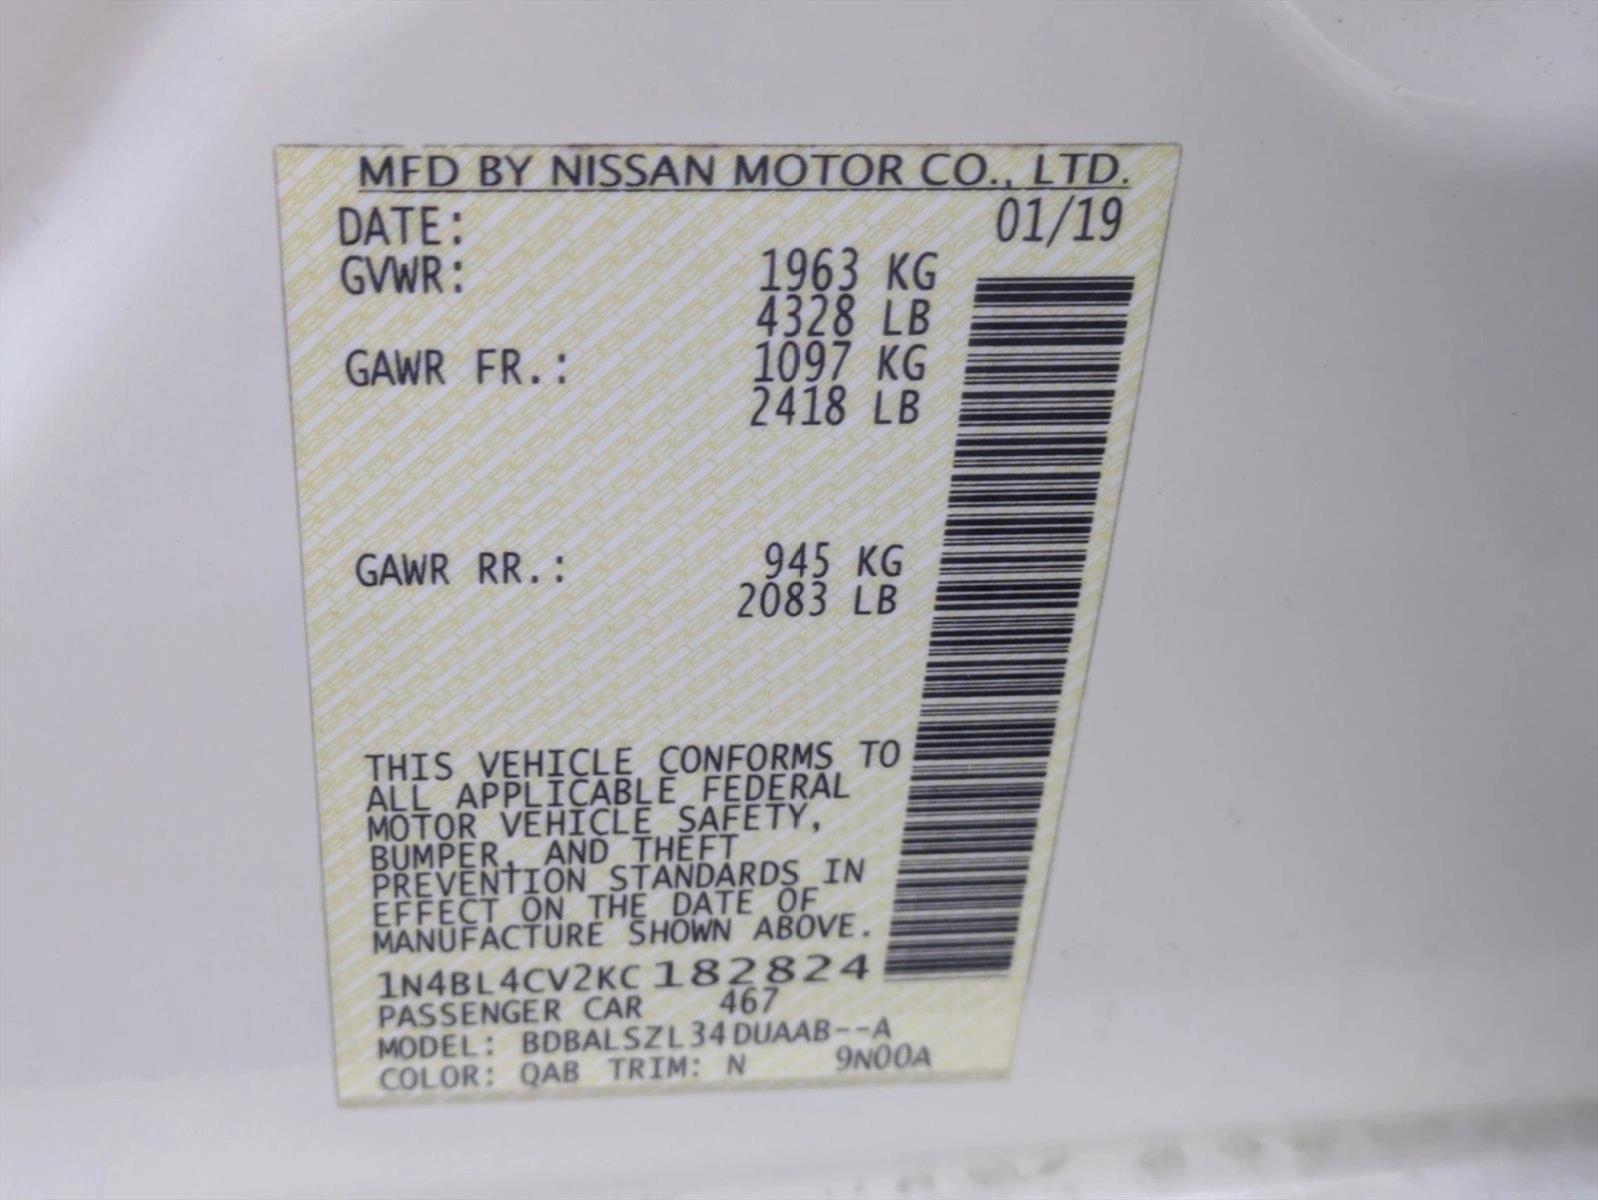 MFD BY NISSAN MOTOR CO., LTD.
DATE: 01/19
GVWR: 1963 KG
4328 LB
GAWR FR.: 1097 KG
2418 LB
GAWR RR.: 945 KG
2083 LB
THIS VEHICLE CONFORMS TO
ALL APPLICABLE FEDERAL
MOTOR VEHICLE SAFETY,
BUMPER, AND THEFT
PREVENTION STANDARDS IN
EFFECT ON THE DATE OF
MANUFACTURE SHOWN ABOVE.
1N4BL4CV2KC182824
PASSENGER CAR 467
MODEL: BDBALSZL34DUAAB--A
COLOR: QAB TRIM: N 9N00A